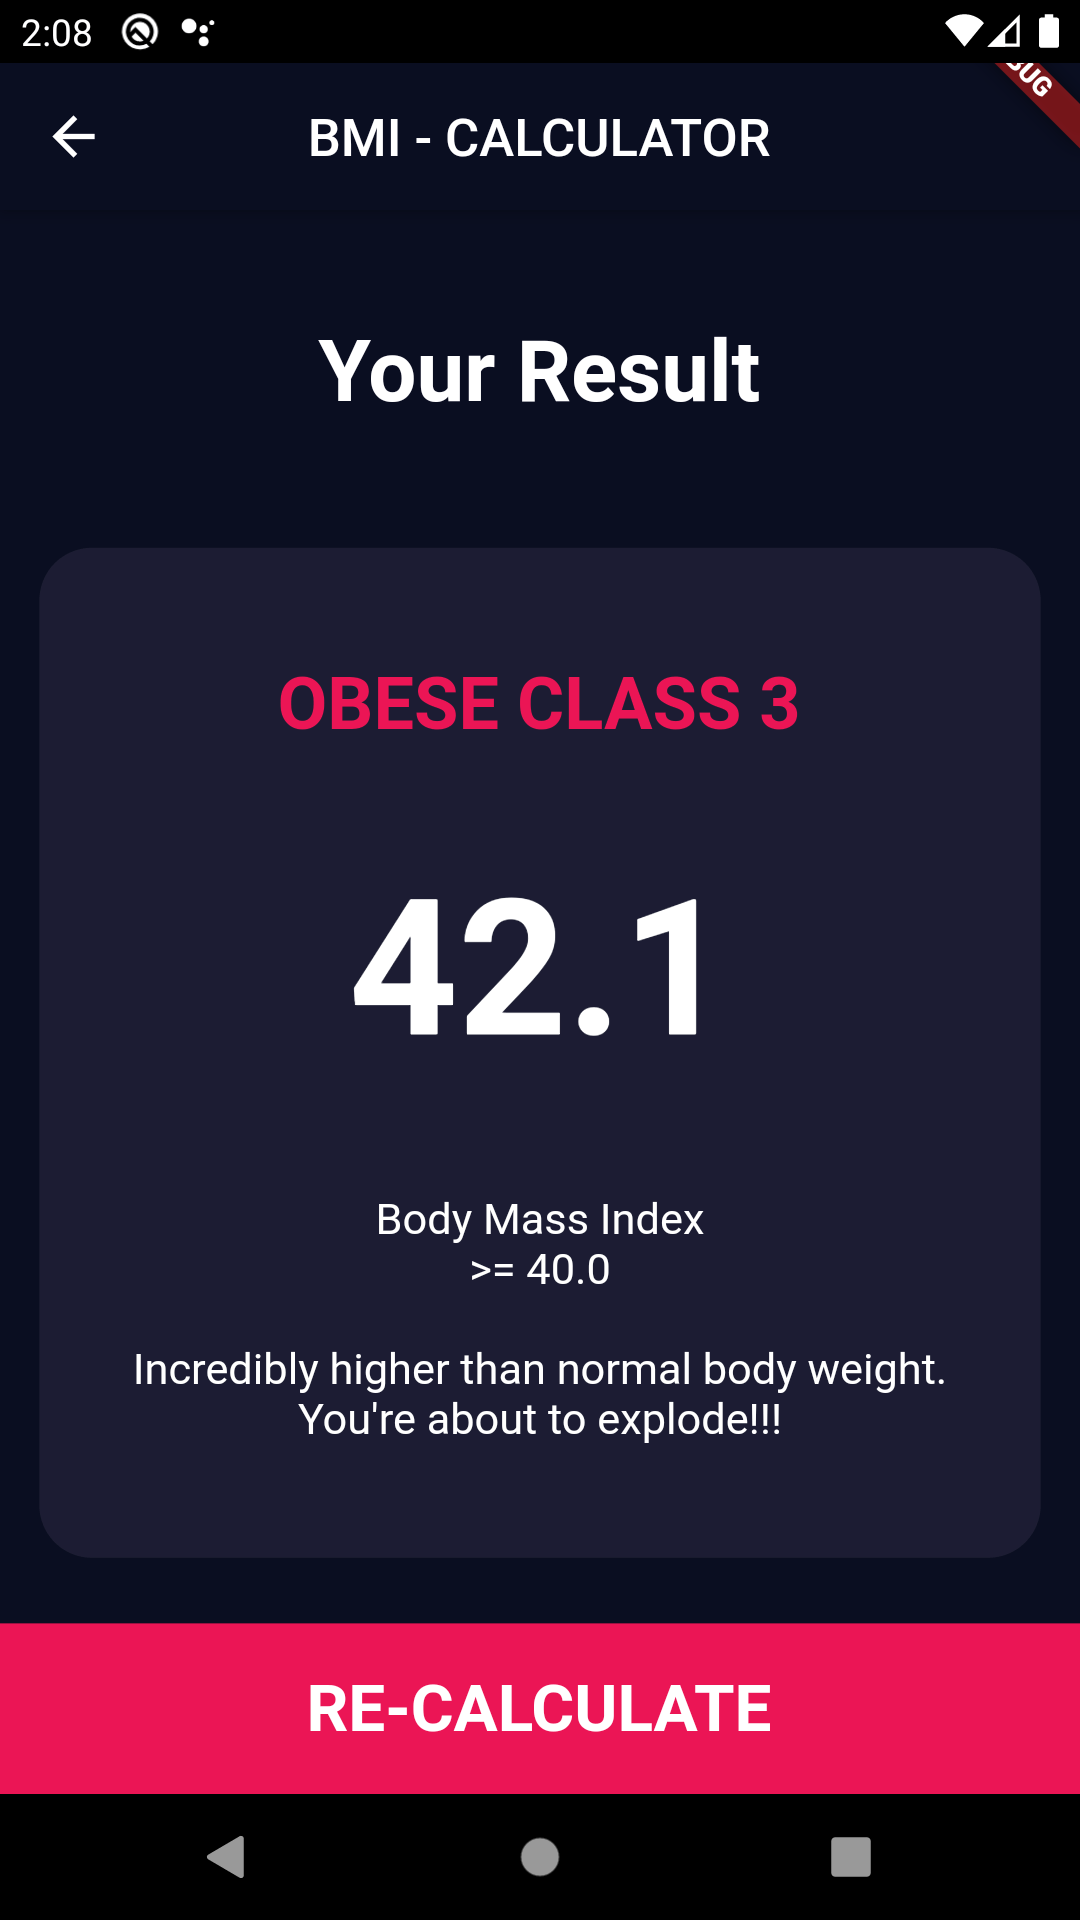 2:08
BMI - CALCULATOR
Your Result
OBESE CLASS 3
42.1
Body Mass Index
>= 40.0
Incredibly higher than normal body weight.
You're about to explode!!!
RE-CALCULATE